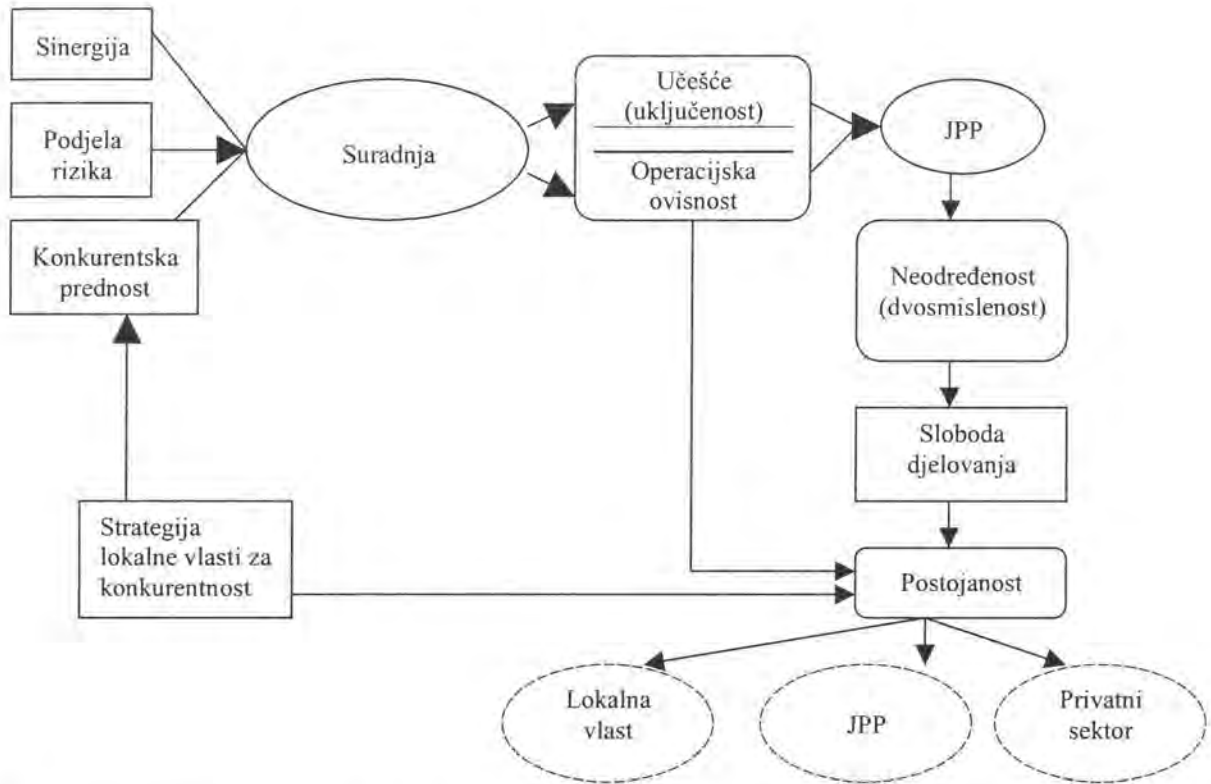 Sinergija
Podjela
rizika
Konkurentska
prednost
Suradnja
Učešće
(uključenost)
Operacijska
ovisnost
JPP
Neodređenost
(dvosmislenost)
Sloboda
djelovanja
Strategija
lokalne vlasti za
konkurentnost
Postojanost
Lokalna
vlast
JPP
Privatni
sektor